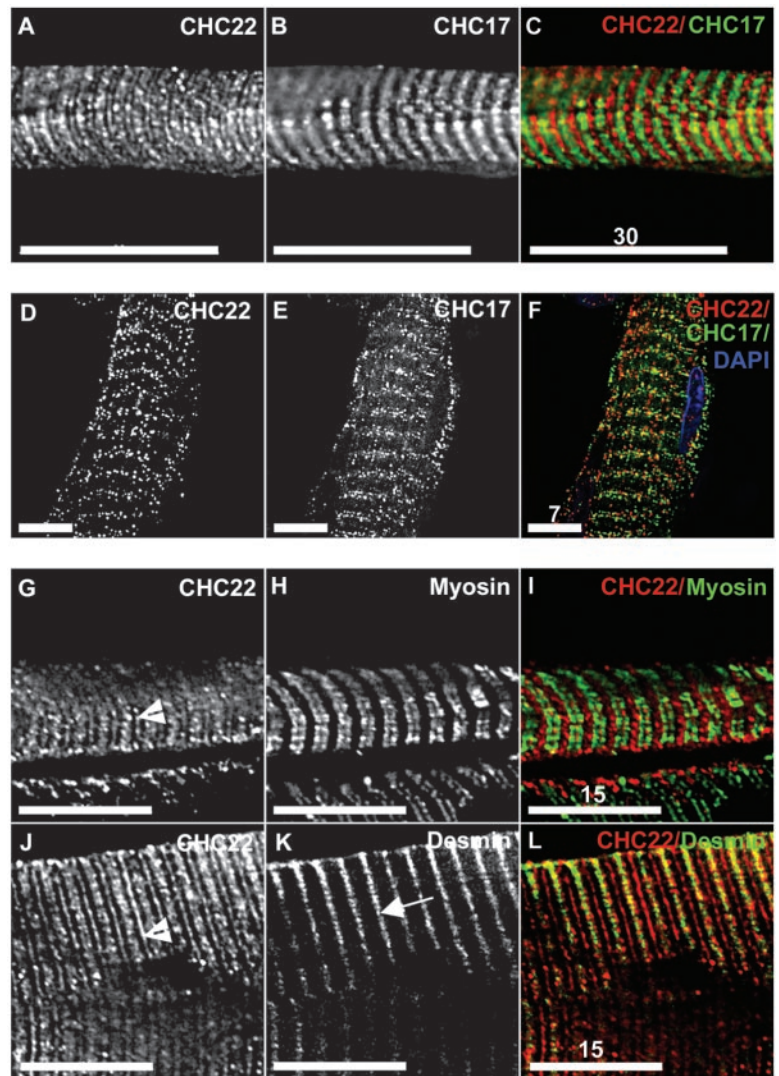 A CHC22
B CHC17
C CHC22/CHC17
30
D CHC22
E CHC17
F CHC22/
CHC17/
DAPI
7
G CHC22
H Myosin
I CHC22/Myosin
15
J CHC22
K Desmin
L CHC22/Desmin
15